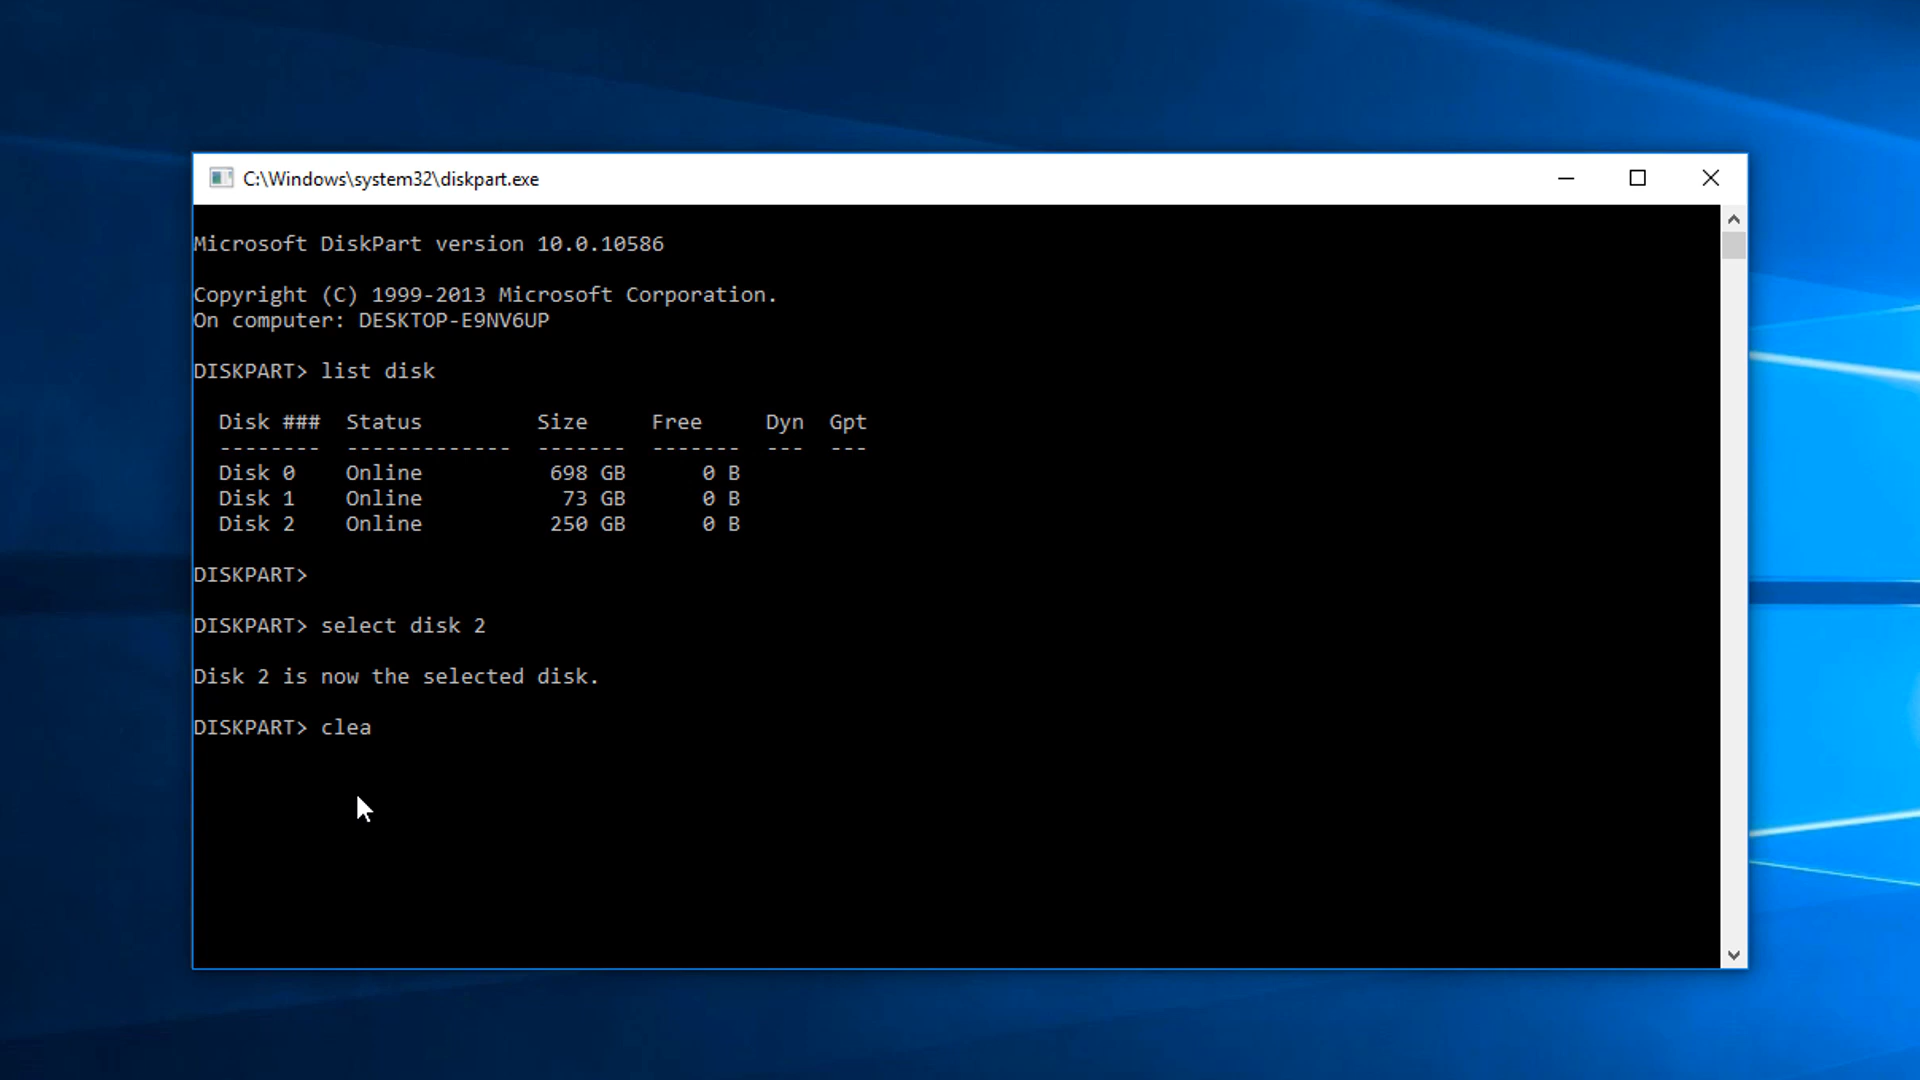 C:\Windows\system32\diskpart.exe
Microsoft DiskPart version 10.0.10586
Copyright (C) 1999-2013 Microsoft Corporation.
On computer: DESKTOP-E9NV6UP
DISKPART> list disk
  Disk ###  Status         Size     Free     Dyn  Gpt
  --------  -------------  -------  -------  ---  ---
  Disk 0    Online          698 GB      0 B
  Disk 1    Online           73 GB      0 B
  Disk 2    Online          250 GB      0 B
DISKPART>
DISKPART> select disk 2
Disk 2 is now the selected disk.
DISKPART> clea